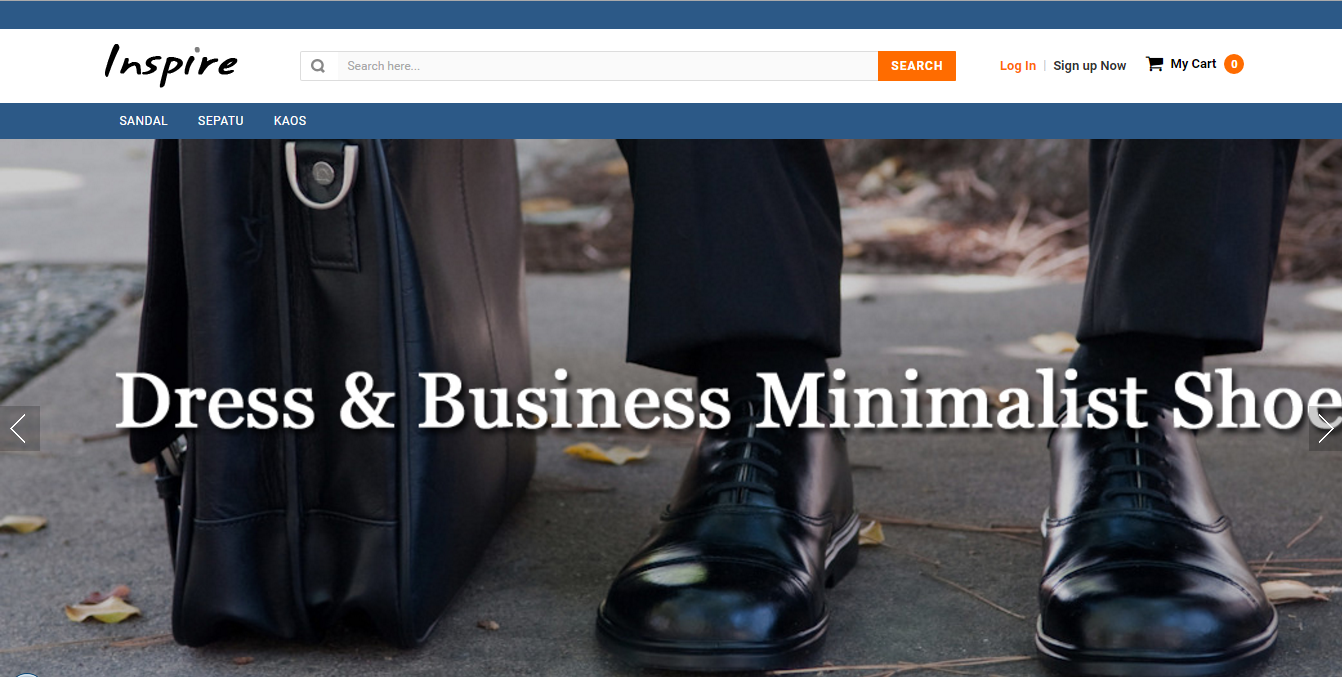 Inspire
Search here...
SEARCH
Log In | Sign up Now
My Cart 0
SANDAL SEPATU KAOS
Dress & Business Minimalist Shoe